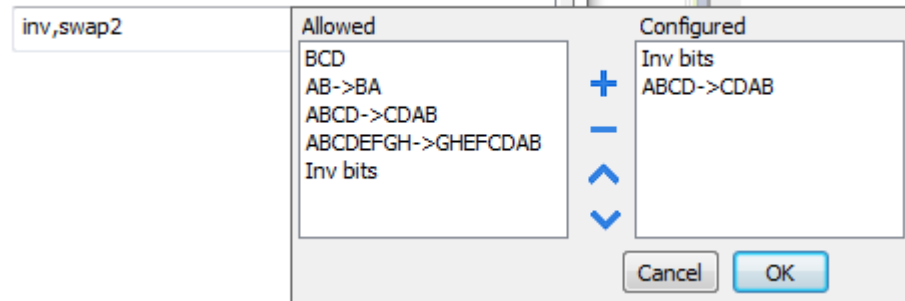 inv,swap2
Allowed
BCD
AB->BA
ABCD->CDAB
ABCDEFGH->GHEFCDAB
Inv bits
Configured
Inv bits
ABCD->CDAB
Cancel
OK